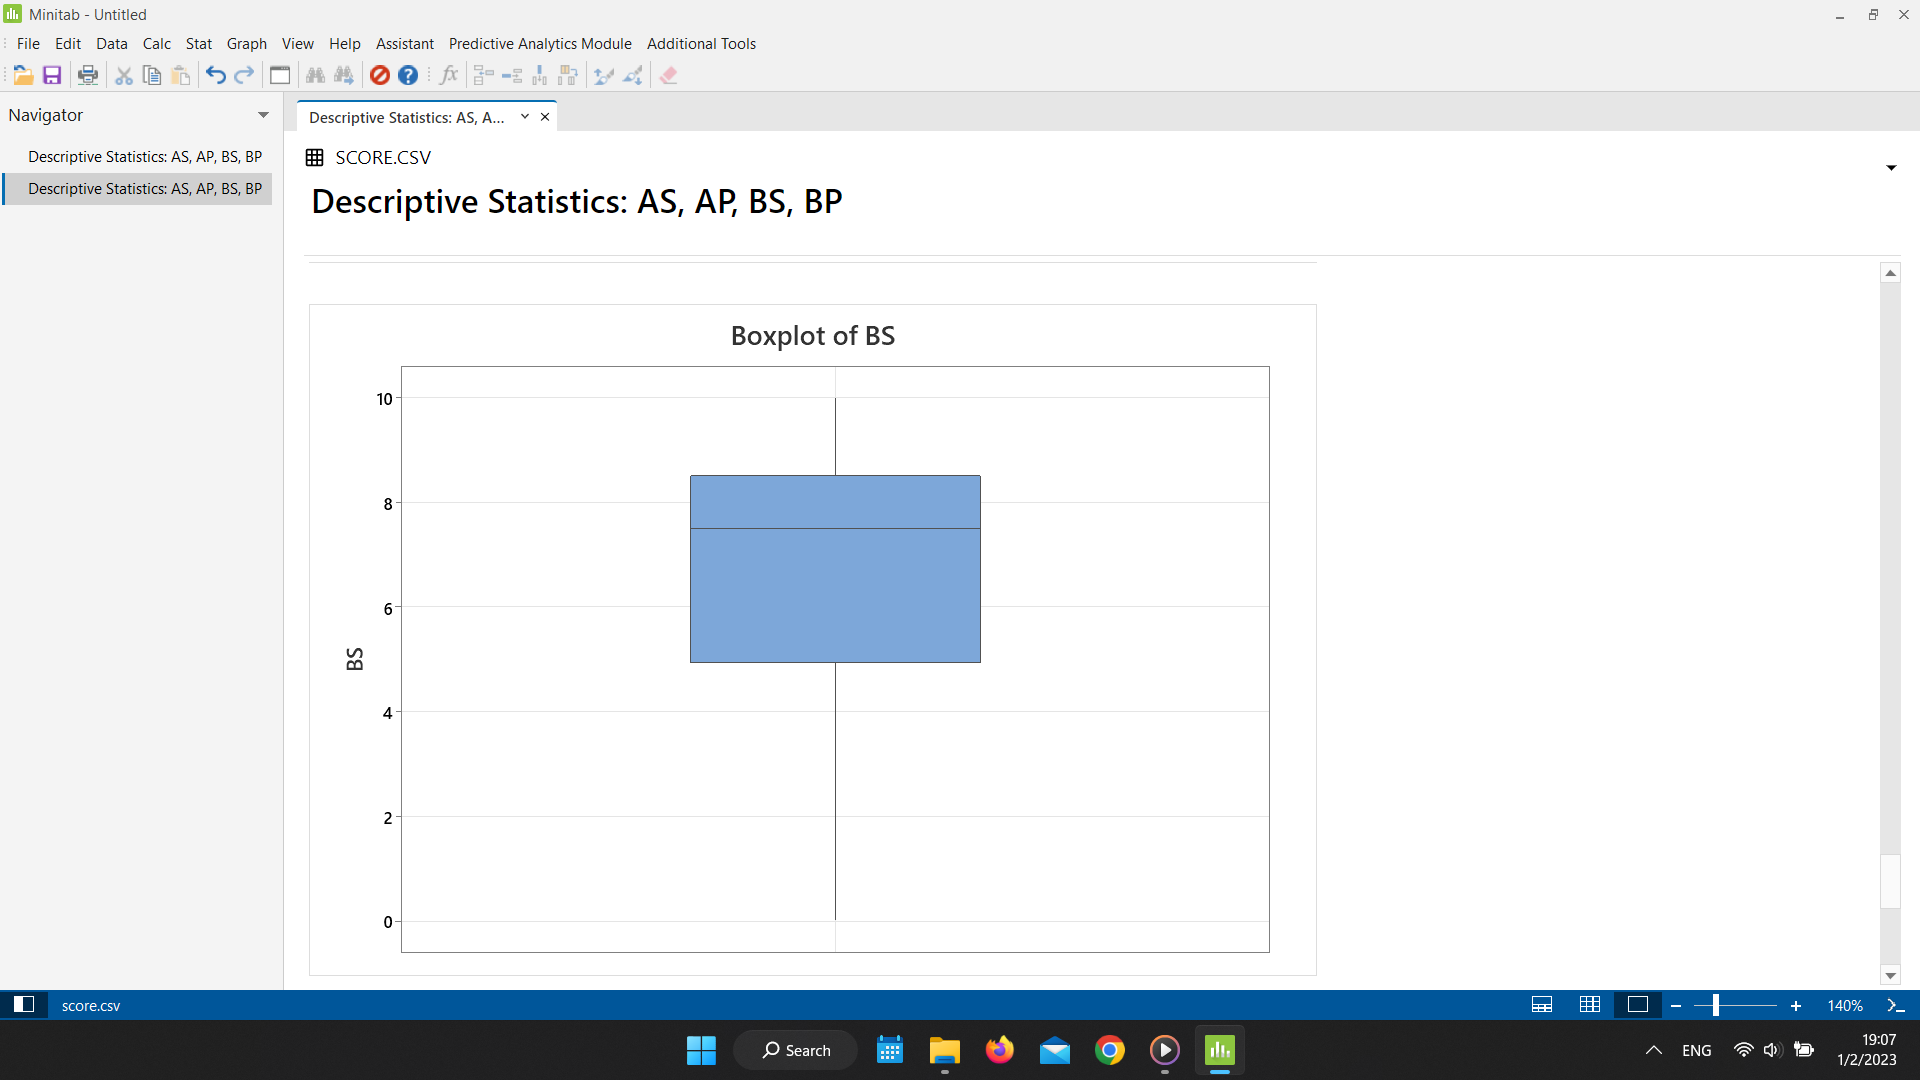 Minitab - Untitled
File Edit Data Calc Stat Graph View Help Assistant Predictive Analytics Module Additional Tools
Navigator
Descriptive Statistics: AS, A...
Descriptive Statistics: AS, AP, BS, BP
Descriptive Statistics: AS, AP, BS, BP
SCORE.CSV
Descriptive Statistics: AS, AP, BS, BP
Boxplot of BS
10
8
6
4
2
0
BS
score.csv
140%
Search
ENG
19:07
1/2/2023